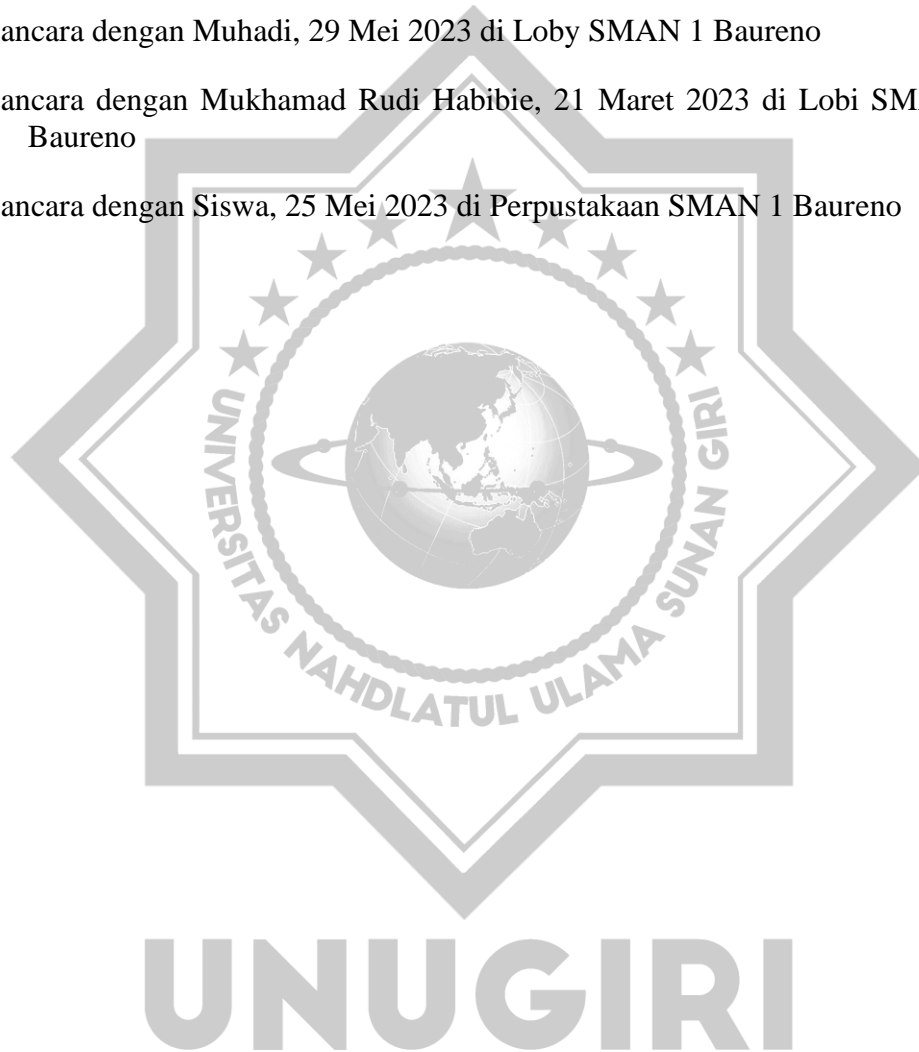 ancara dengan Muhadi, 29 Mei 2023 di Loby SMAN 1 Baureno
ancara dengan Mukhamad Rudi Habibie, 21 Maret 2023 di Lobi
Baureno
ancara dengan Siswa, 25 Mei 2023 di Perpustakaan SMAN 1 Baureno
UNIVERSITAS NAHDLATUL ULAMA SUNAN GIRI
UNUGIRI